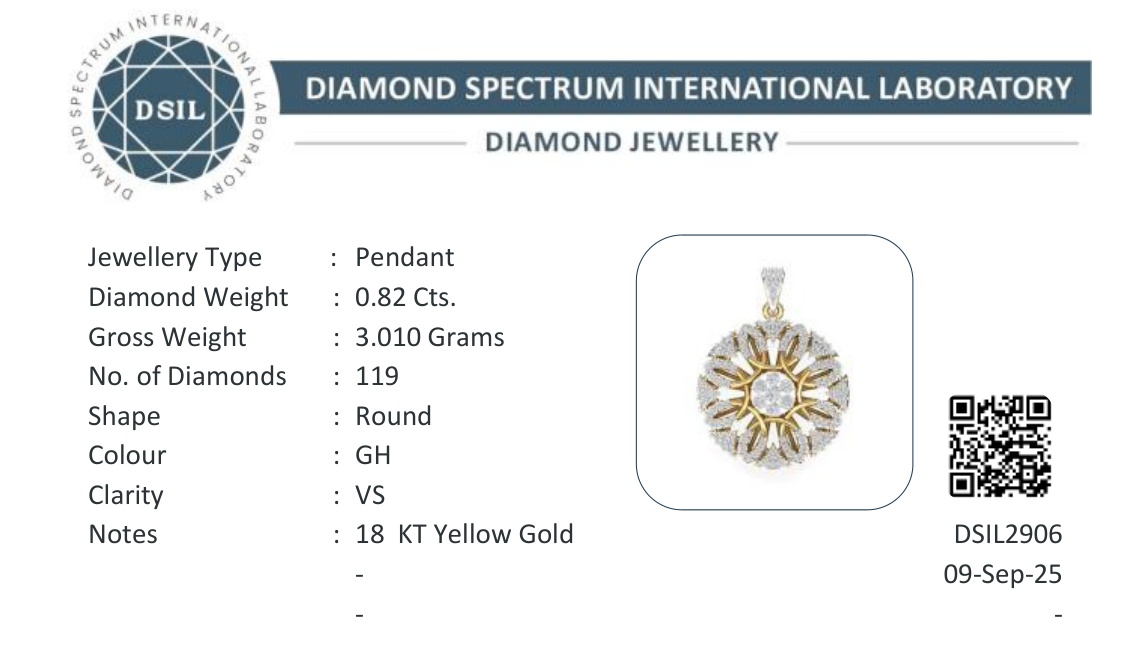 DIAMOND SPECTRUM INTERNATIONAL LABORATORY
DSIL
DIAMOND SPECTRUM INTERNATIONAL LABORATORY
DIAMOND JEWELLERY
Jewellery Type : Pendant
Diamond Weight : 0.82 Cts.
Gross Weight : 3.010 Grams
No. of Diamonds : 119
Shape : Round
Colour : GH
Clarity : VS
Notes : 18 KT Yellow Gold
-
-
DSIL2906
09-Sep-25
-